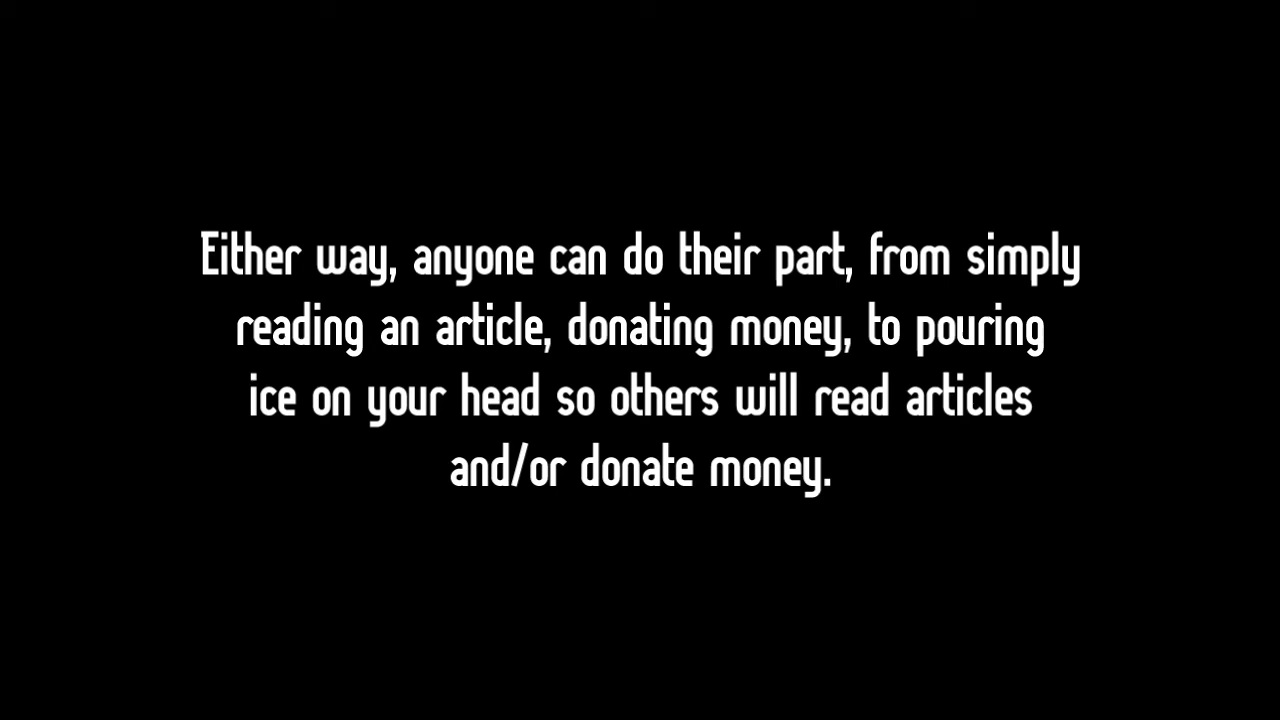 Either way, anyone can do their part, from simply
reading an article, donating money, to pouring
ice on your head so others will read articles
and/or donate money.